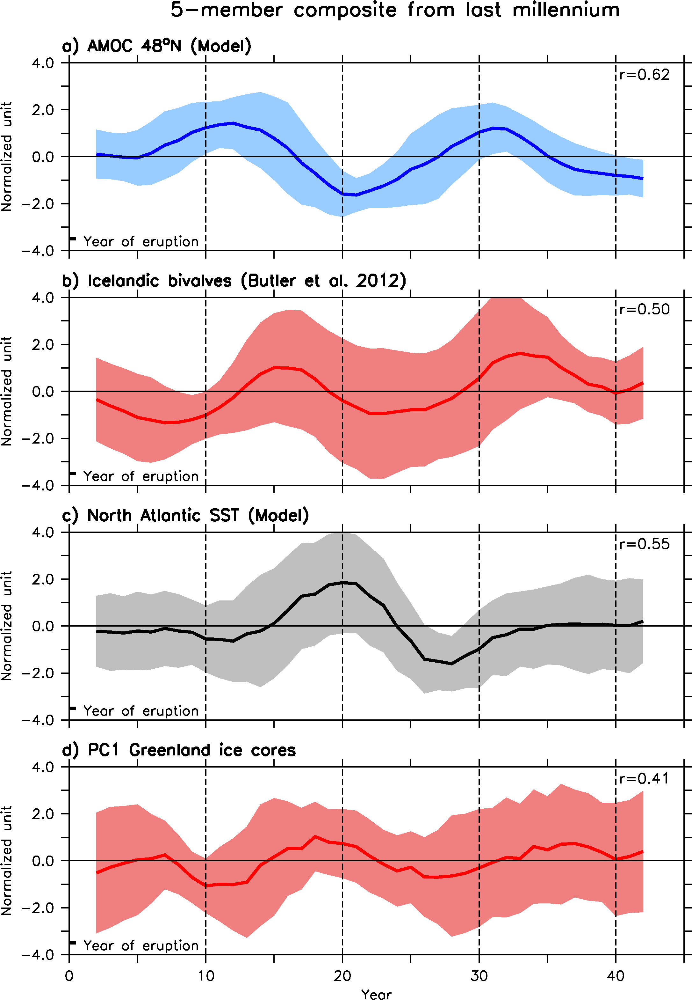 5-member composite from last millennium
a) AMOC 48°N (Model)
4.0
r=0.62
2.0
0.0
-2.0
-4.0
Normalized unit
Year of eruption
b) Icelandic bivalves (Butler et al. 2012)
4.0
r=0.50
2.0
0.0
-2.0
-4.0
Normalized unit
Year of eruption
c) North Atlantic SST (Model)
4.0
r=0.55
2.0
0.0
-2.0
-4.0
Normalized unit
Year of eruption
d) PC1 Greenland ice cores
4.0
r=0.41
2.0
0.0
-2.0
-4.0
Normalized unit
Year of eruption
0 10 20 30 40
Year